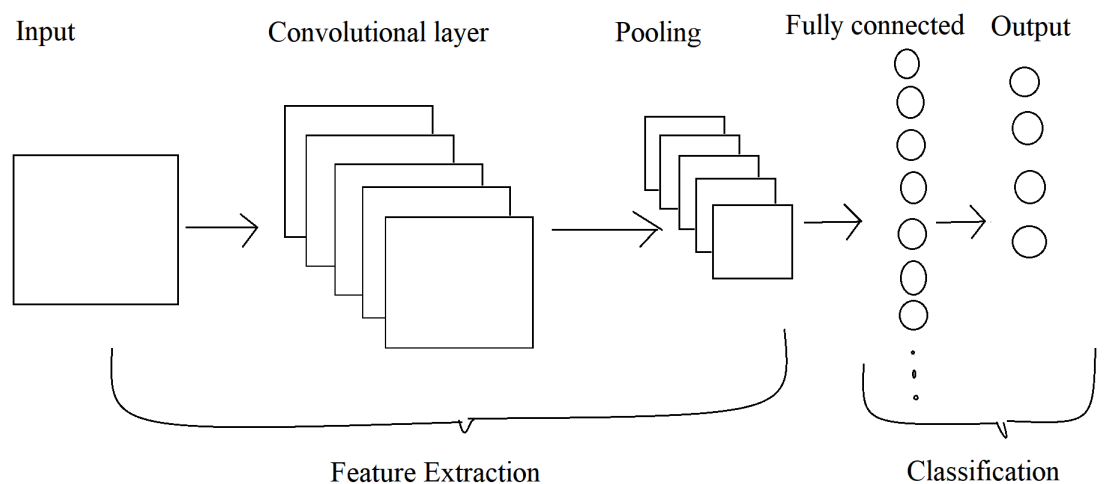 Input
Convolutional layer
Pooling
Fully connected
Output
Feature Extraction
Classification